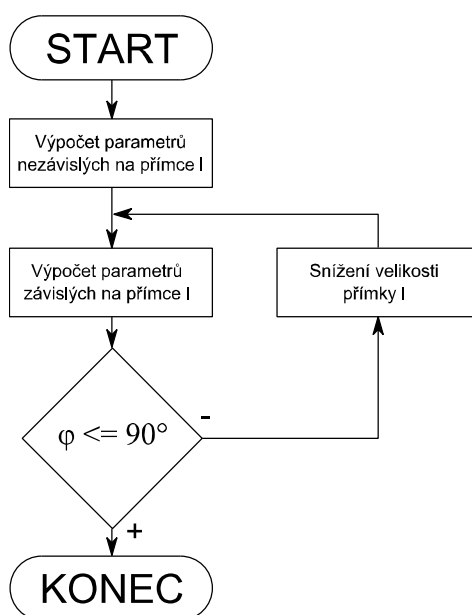 START
Výpočet parametrů
nezávislých na přímce l
Výpočet parametrů
závislých na přímce l
Snížení velikosti
přímky l
φ <= 90°
-
+
KONEC